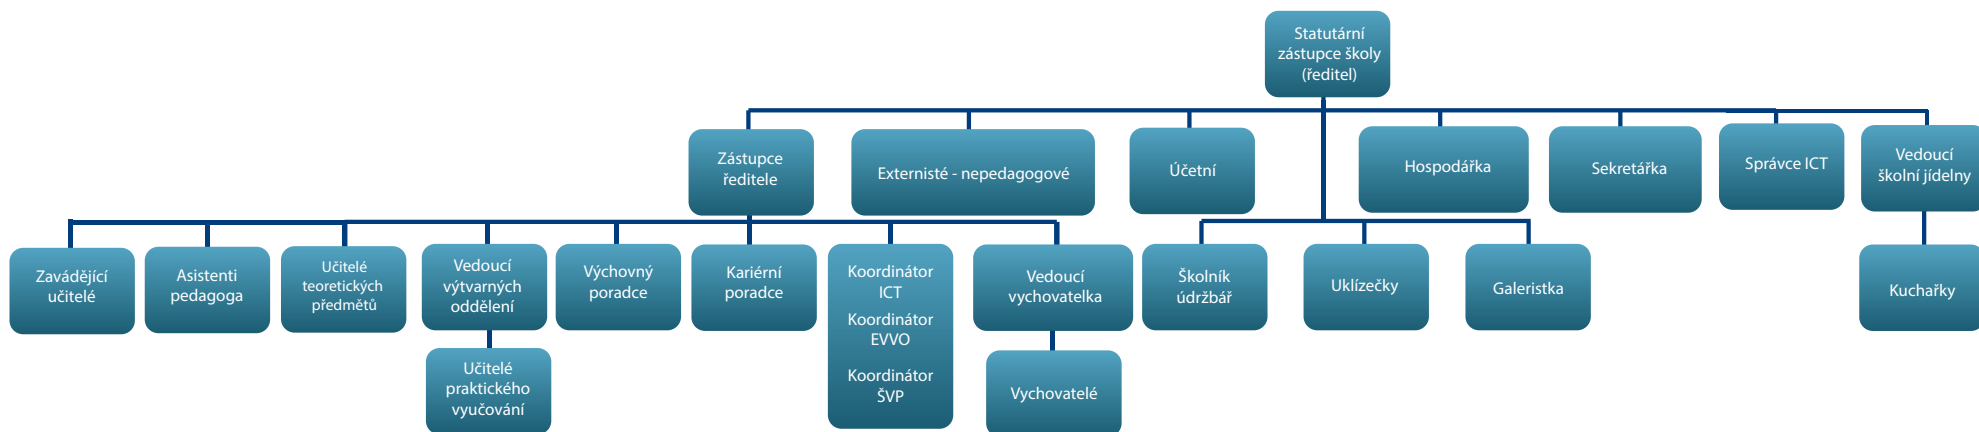 Statutární
zástupce školy
(ředitel)
Zástupce
ředitele
Externisté - nepedagogové
Účetní
Hospodářka
Sekretářka
Správce ICT
Vedoucí
školní jídelny
Zavádějící
učitelé
Asistenti
pedagoga
Učitelé
teoretických
předmětů
Vedoucí
výtvarných
oddělení
Výchovný
poradce
Kariérní
poradce
Koordinátor
ICT
Koordinátor
EVVO
Koordinátor
ŠVP
Vedoucí
vychovatelka
Školník
údržbář
Uklízečky
Galeristka
Kuchařky
Učitelé
praktického
vyučování
Vychovatelé